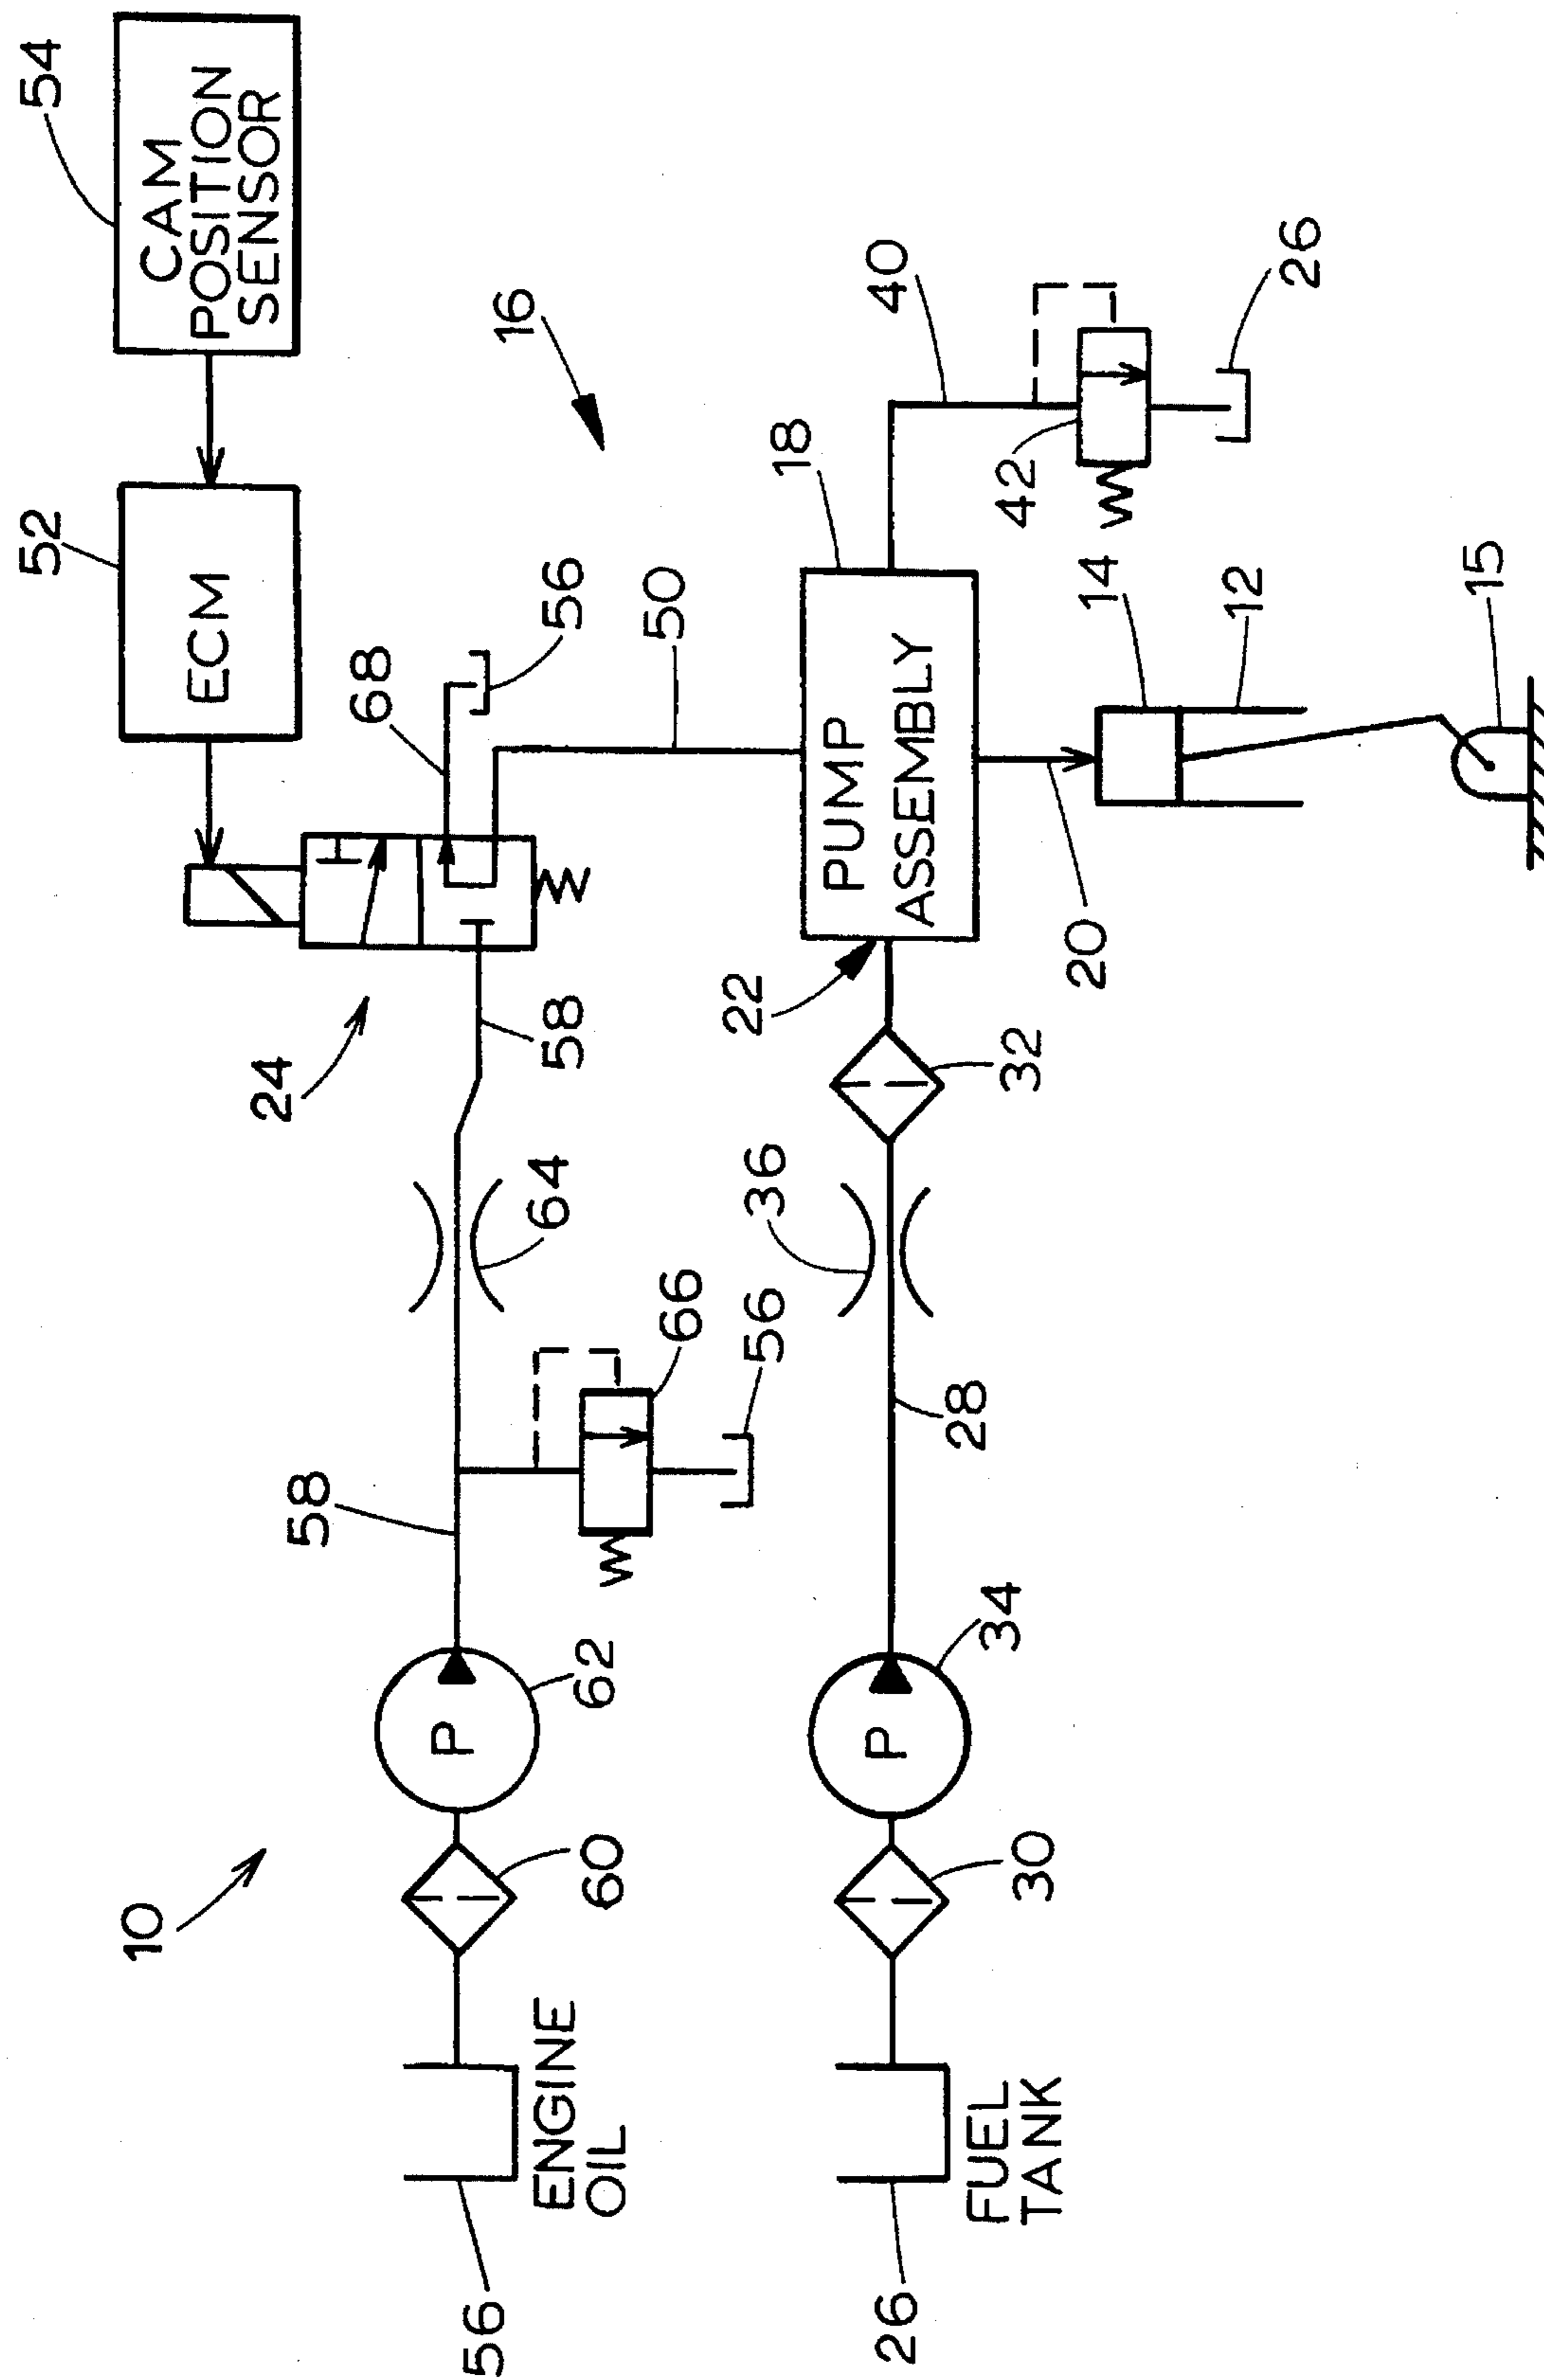 54
CAM
POSITION
SENSOR
52
ECM
16
40
26
42
18
68
56
50
14
12
15
24
58
PUMP
ASSEMBLY
22
20
32
64
36
66
56
28
58
62
P
34
P
10
60
30
ENGINE
OIL
FUEL
TANK
56
26